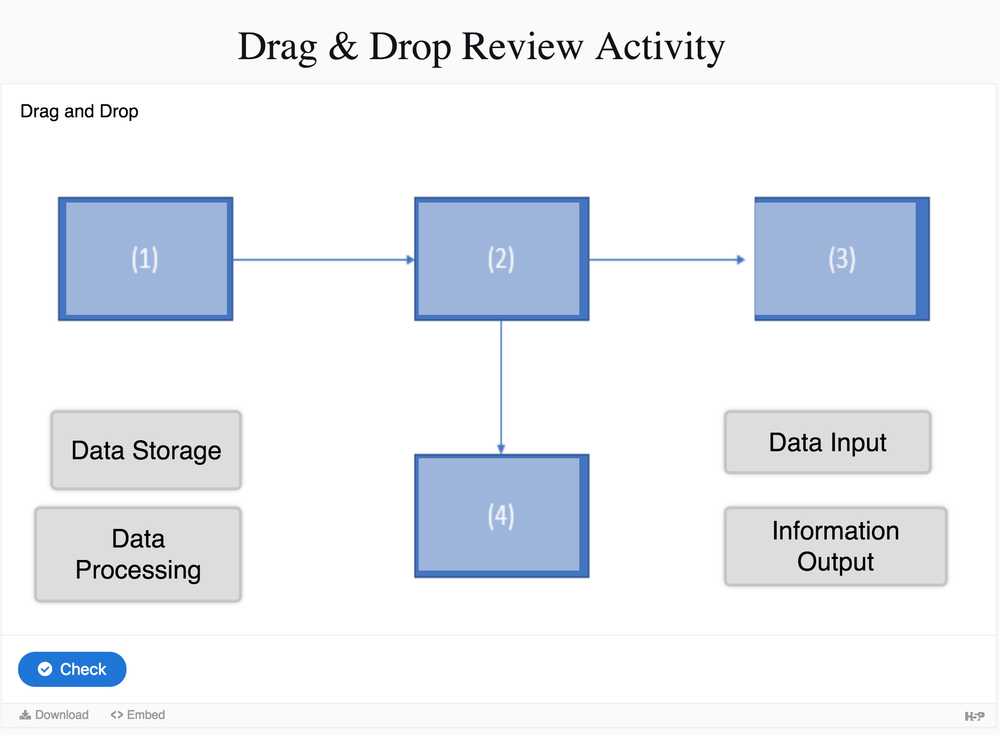 Drag & Drop Review Activity
Drag and Drop
(1)
(2)
(3)
Data Storage
Data Input
Data
Processing
(4)
Information
Output
Check
Download
<> Embed
H5P